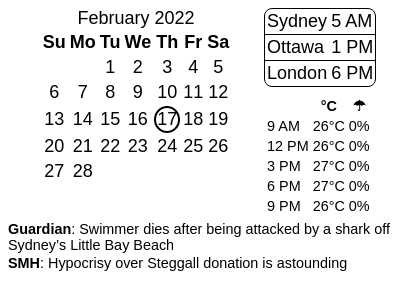 February 2022
Su Mo Tu We Th Fr Sa
1 2 3 4 5
6 7 8 9 10 11 12
13 14 15 16 17 18 19
20 21 22 23 24 25 26
27 28
Sydney 5 AM
Ottawa 1 PM
London 6 PM
°C ☂
9 AM 26°C 0%
12 PM 26°C 0%
3 PM 27°C 0%
6 PM 27°C 0%
9 PM 26°C 0%
Guardian: Swimmer dies after being attacked by a shark off
Sydney’s Little Bay Beach
SMH: Hypocrisy over Steggall donation is astounding